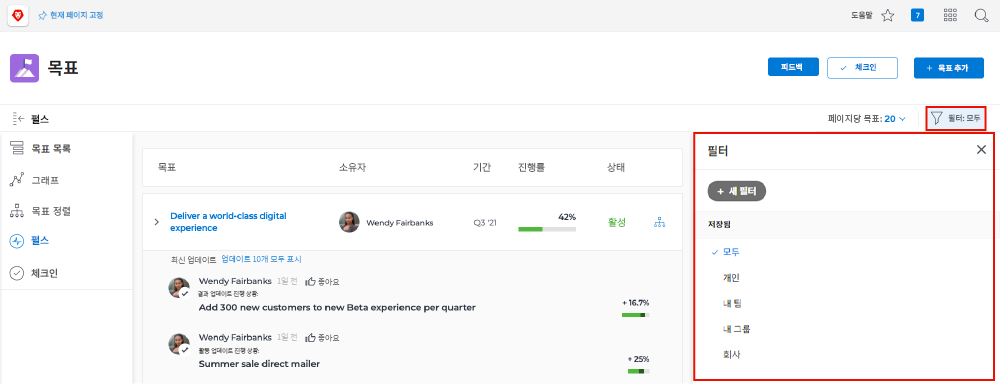 현재 페이지 고정
도움말
7
목표
피드백
체크인
+ 목표 추가
펄스
페이지당 목표: 20
필터: 모두
목표 목록
그래프
목표 정렬
펄스
체크인
목표 소유자 기간 진행률 상태
Deliver a world-class digital experience
Wendy Fairbanks
Q3 '21
42%
활성
최신 업데이트 업데이트 10개 모두 표시
Wendy Fairbanks 1일 전 좋아요
결과 업데이트 진행 상황:
Add 300 new customers to new Beta experience per quarter
+ 16.7%
Wendy Fairbanks 1일 전 좋아요
활동 업데이트 진행 상황:
Summer sale direct mailer
+ 25%
필터
+ 새 필터
저장됨
모두
개인
내 팀
내 그룹
회사